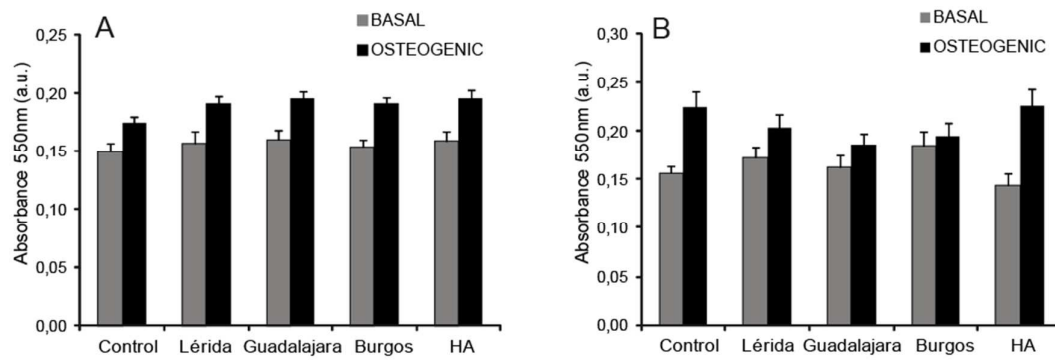 A
BASAL
OSTEOGENIC
Absorbance 550nm (a.u.)
0,25
0,20
0,15
0,10
0,05
0,00
Control Lérida Guadalajara Burgos HA
B
BASAL
OSTEOGENIC
Absorbance 550nm (a.u.)
0,30
0,25
0,20
0,15
0,10
0,05
0,00
Control Lérida Guadalajara Burgos HA